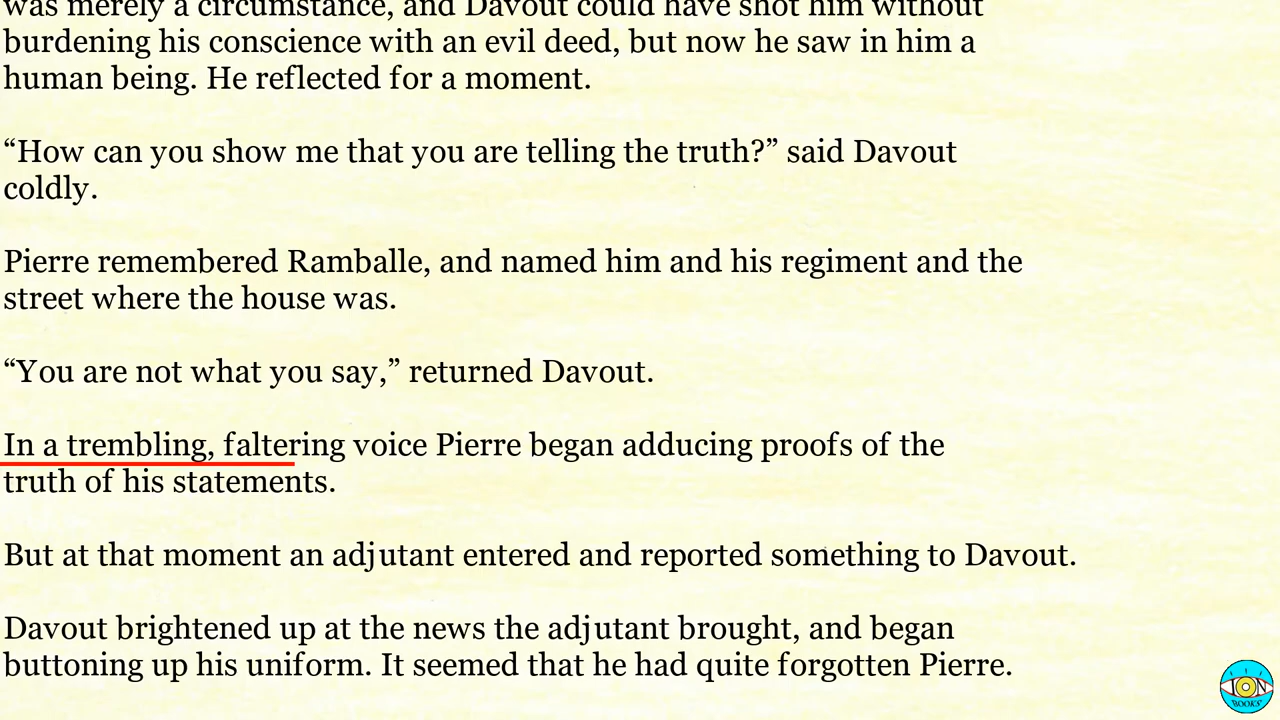 was merely a circumstance, and Davout could have shot him without
burdening his conscience with an evil deed, but now he saw in him a
human being. He reflected for a moment.
“How can you show me that you are telling the truth?” said Davout
coldly.
Pierre remembered Ramballe, and named him and his regiment and the
street where the house was.
“You are not what you say,” returned Davout.
In a trembling, faltering voice Pierre began adducing proofs of the
truth of his statements.
But at that moment an adjutant entered and reported something to Davout.
Davout brightened up at the news the adjutant brought, and began
buttoning up his uniform. It seemed that he had quite forgotten Pierre.
ION
BOOKS